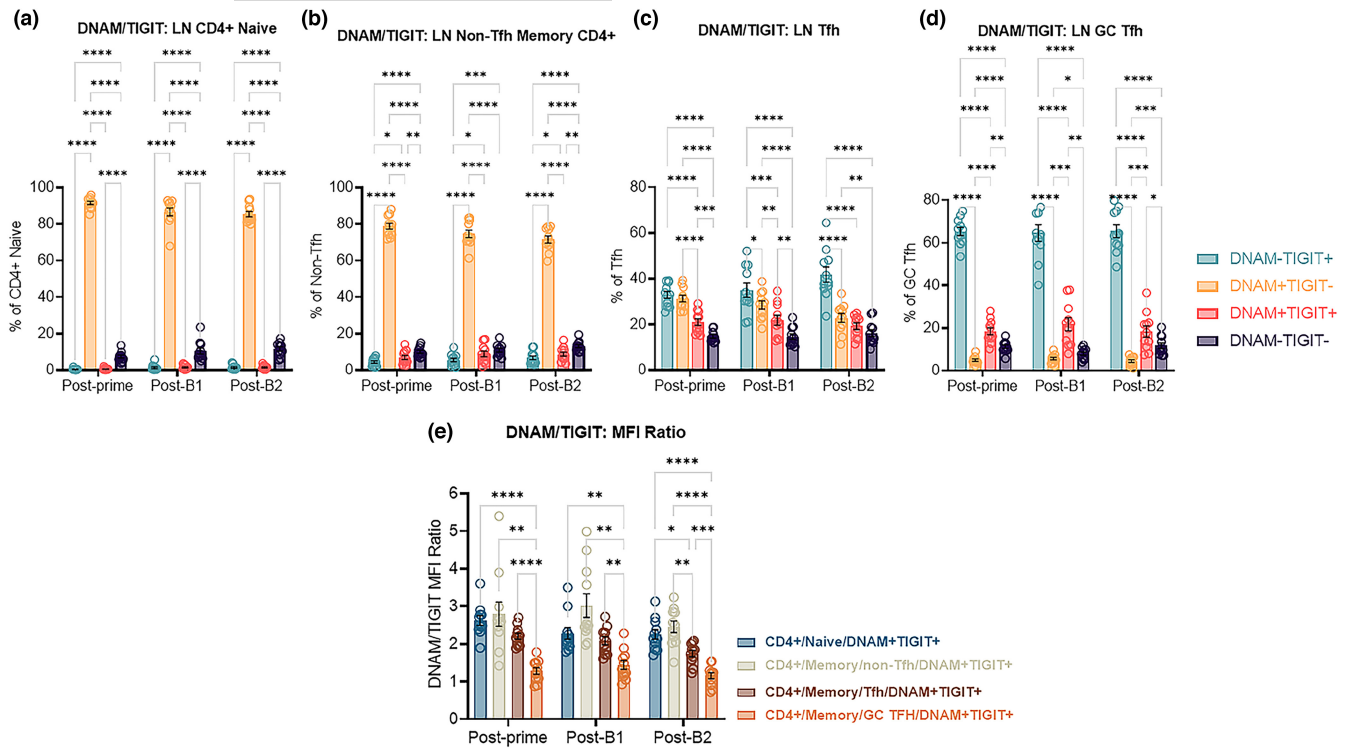 (a)
DNAM/TIGIT: LN CD4+ Naive
**** **** ****
**** **** ****
**** **** ****
**** **** ****
**** **** ****
% of CD4+ Naive
100
80
60
40
20
0
Post-prime Post-B1 Post-B2
(b)
DNAM/TIGIT: LN Non-Tfh Memory CD4+
**** *** ****
**** **** ****
* ** * * **
**** **** ****
**** **** ****
% of Non-Tfh
100
80
60
40
20
0
Post-prime Post-B1 Post-B2
(c)
DNAM/TIGIT: LN Tfh
**** ****
**** **** ****
**** *** **
*** ** ****
**** * ** ****
% of Tfh
80
60
40
20
0
Post-prime Post-B1 Post-B2
(d)
DNAM/TIGIT: LN GC Tfh
**** ****
**** * ****
**** **** ***
** ** ****
**** *** ***
**** **** **** *
% of GC Tfh
80
60
40
20
0
Post-prime Post-B1 Post-B2
DNAM-TIGIT+
DNAM+TIGIT-
DNAM+TIGIT+
DNAM-TIGIT-
(e)
DNAM/TIGIT: MFI Ratio
****
**** ** ****
** ** * ***
**** ** **
DNAM/TIGIT MFI Ratio
6
5
4
3
2
1
0
Post-prime Post-B1 Post-B2
CD4+/Naive/DNAM+TIGIT+
CD4+/Memory/non-Tfh/DNAM+TIGIT+
CD4+/Memory/Tfh/DNAM+TIGIT+
CD4+/Memory/GC TFH/DNAM+TIGIT+